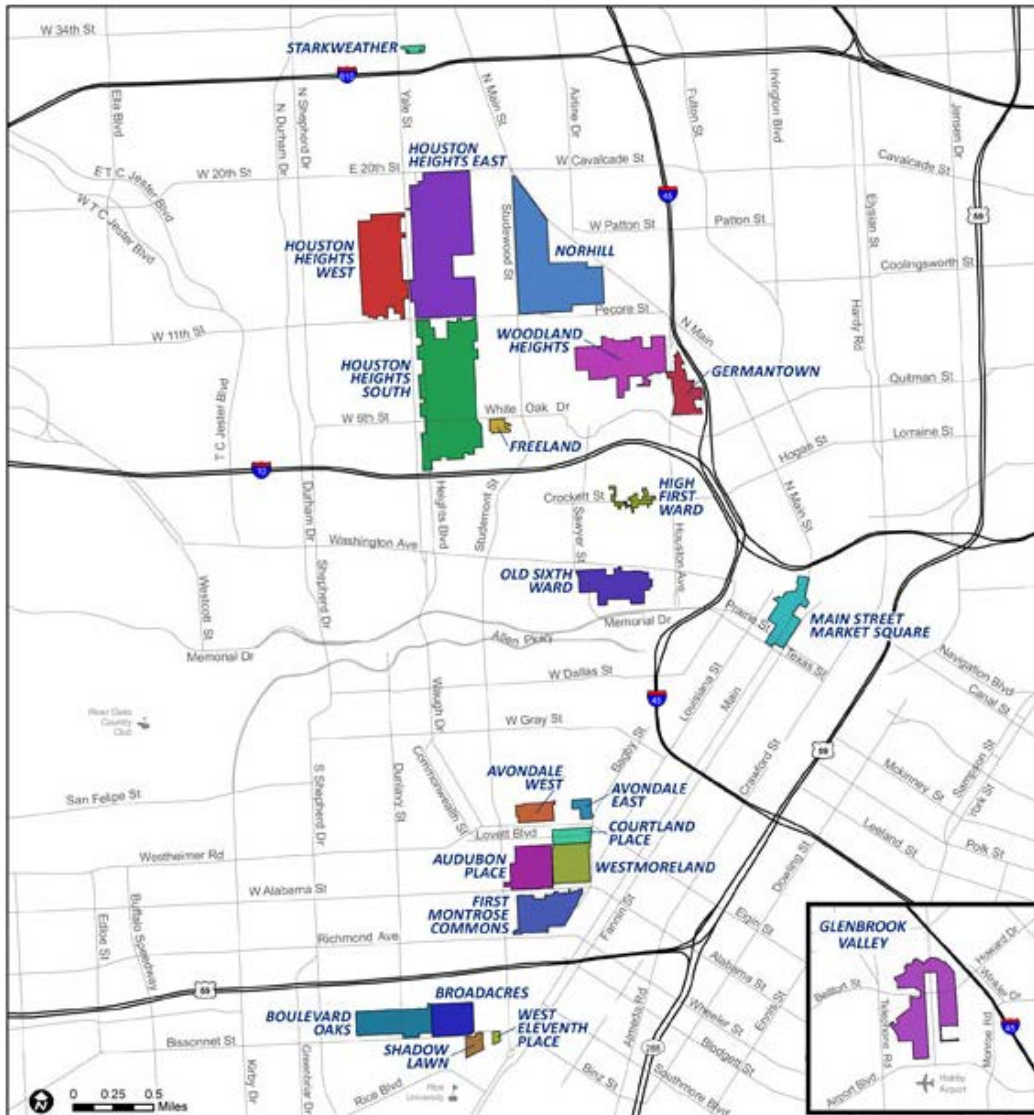 W 34th St
STARKWEATHER
610
Ella Blvd
N Durham Dr
N Shepherd Dr
Yale St
N Main St
Airline Dr
Fulton St
Irvington Blvd
Jensen Dr
HOUSTON
HEIGHTS EAST
E T C Jester Blvd
W T C Jester Blvd
W 20th St
E 20th St
W Cavalcade St
Cavalcade St
45
Studewood St
W Patton St
Patton St
Elysian St
59
HOUSTON
HEIGHTS
WEST
NORHILL
Coolingsworth St
W 11th St
Pecore St
N Main
Hardy Rd
WOODLAND
HEIGHTS
HOUSTON
HEIGHTS
SOUTH
GERMANTOWN
Quitman St
T C Jester Blvd
W 6th St
White Oak Dr
FREELAND
Hogan St
Lorraine St
10
Heights Blvd
Studemont St
Crockett St
HIGH
FIRST
WARD
N Main St
Durham Dr
Washington Ave
Sawyer St
Houston Ave
Westcott St
Shepherd Dr
OLD SIXTH
WARD
Memorial Dr
Prairie St
MAIN STREET
MARKET SQUARE
Memorial Dr
Allen Pkwy
Texas St
W Dallas St
Navigation Blvd
Canal St
45
Louisiana St
Main
River Oaks
Country
Club
Waugh Dr
W Gray St
59
Bagby St
Crawford St
Sampson St
York St
Mckinney St
San Felipe St
S Shepherd Dr
Dunlavy St
Commonwealth St
AVONDALE
WEST
AVONDALE
EAST
Lovett Blvd
COURTLAND
PLACE
Leeland St
Polk St
Westheimer Rd
AUDUBON
PLACE
WESTMORELAND
Dowling St
W Alabama St
FIRST
MONTROSE
COMMONS
Edloe St
Buffalo Speedway
Richmond Ave
Fannin St
Elgin St
Alabama St
Ennis St
Wheeler St
Blodgett St
Southmore Blvd
Almeda Rd
288
Binz St
59
BROADACRES
BOULEVARD
OAKS
WEST
ELEVENTH
PLACE
Bissonnet St
SHADOW
LAWN
Kirby Dr
Greenbriar Dr
Rice Blvd
Rice
University
GLENBROOK
VALLEY
Howard Dr
Winkler Dr
Bellfort St
Telephone Rd
Monroe Rd
45
Airport Blvd
Hobby
Airport
N
0 0.25 0.5
Miles